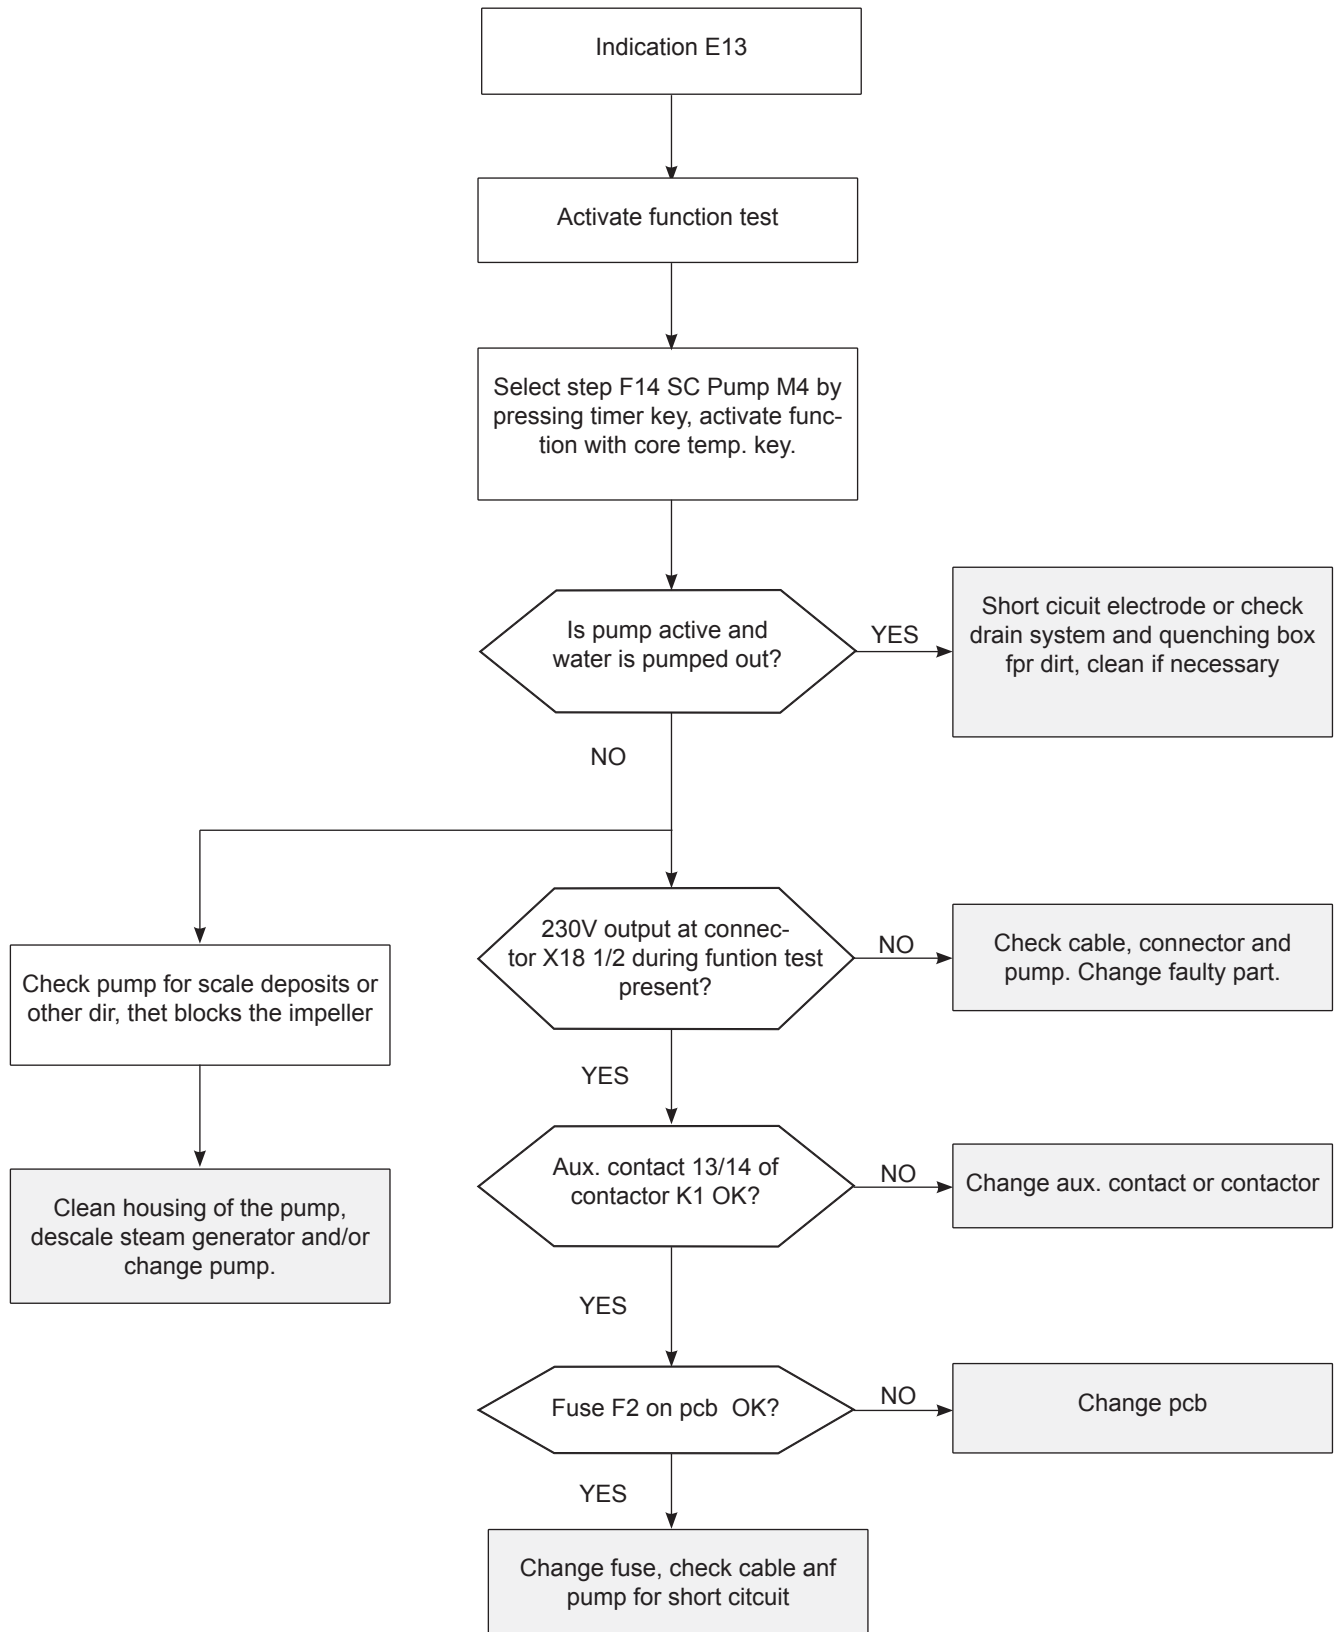 Indication E13
Activate function test
Select step F14 SC Pump M4 by
pressing timer key, activate func-
tion with core temp. key.
Is pump active and
water is pumped out?
YES
Short cicuit electrode or check
drain system and quenching box
fpr dirt, clean if necessary
NO
230V output at connec-
tor X18 1/2 during funtion test
present?
NO
Check cable, connector and
pump. Change faulty part.
Check pump for scale deposits or
other dir, thet blocks the impeller
YES
Aux. contact 13/14 of
contactor K1 OK?
NO
Change aux. contact or contactor
Clean housing of the pump,
descale steam generator and/or
change pump.
YES
Fuse F2 on pcb  OK?
NO
Change pcb
YES
Change fuse, check cable anf
pump for short citcuit